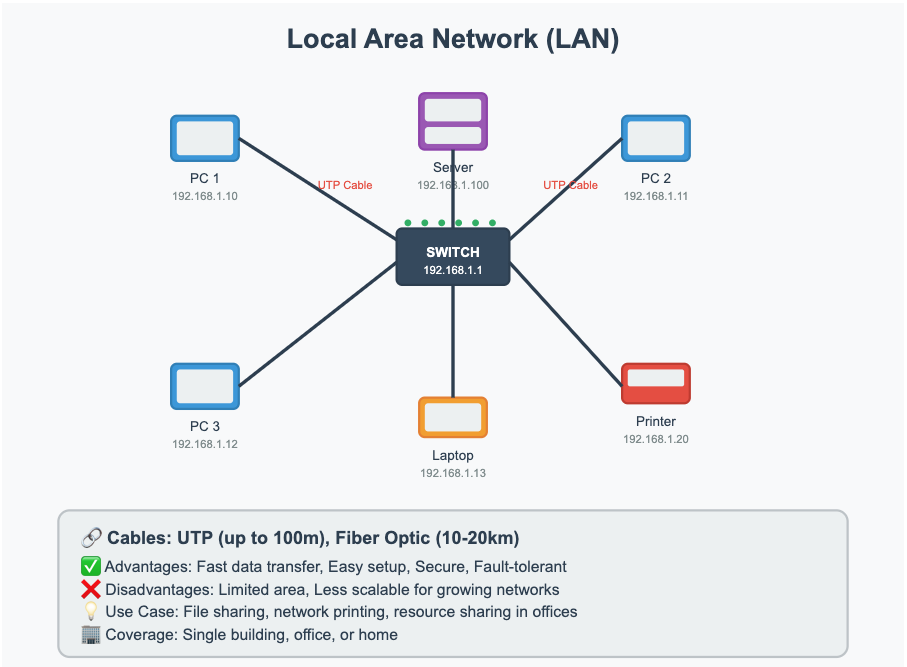 Local Area Network (LAN)
PC 1
192.168.1.10
Server
192.168.1.100
PC 2
192.168.1.11
UTP Cable
UTP Cable
SWITCH
192.168.1.1
PC 3
192.168.1.12
Laptop
192.168.1.13
Printer
192.168.1.20
🔗 Cables: UTP (up to 100m), Fiber Optic (10-20km)
✅ Advantages: Fast data transfer, Easy setup, Secure, Fault-tolerant
❌ Disadvantages: Limited area, Less scalable for growing networks
💡 Use Case: File sharing, network printing, resource sharing in offices
🏢 Coverage: Single building, office, or home